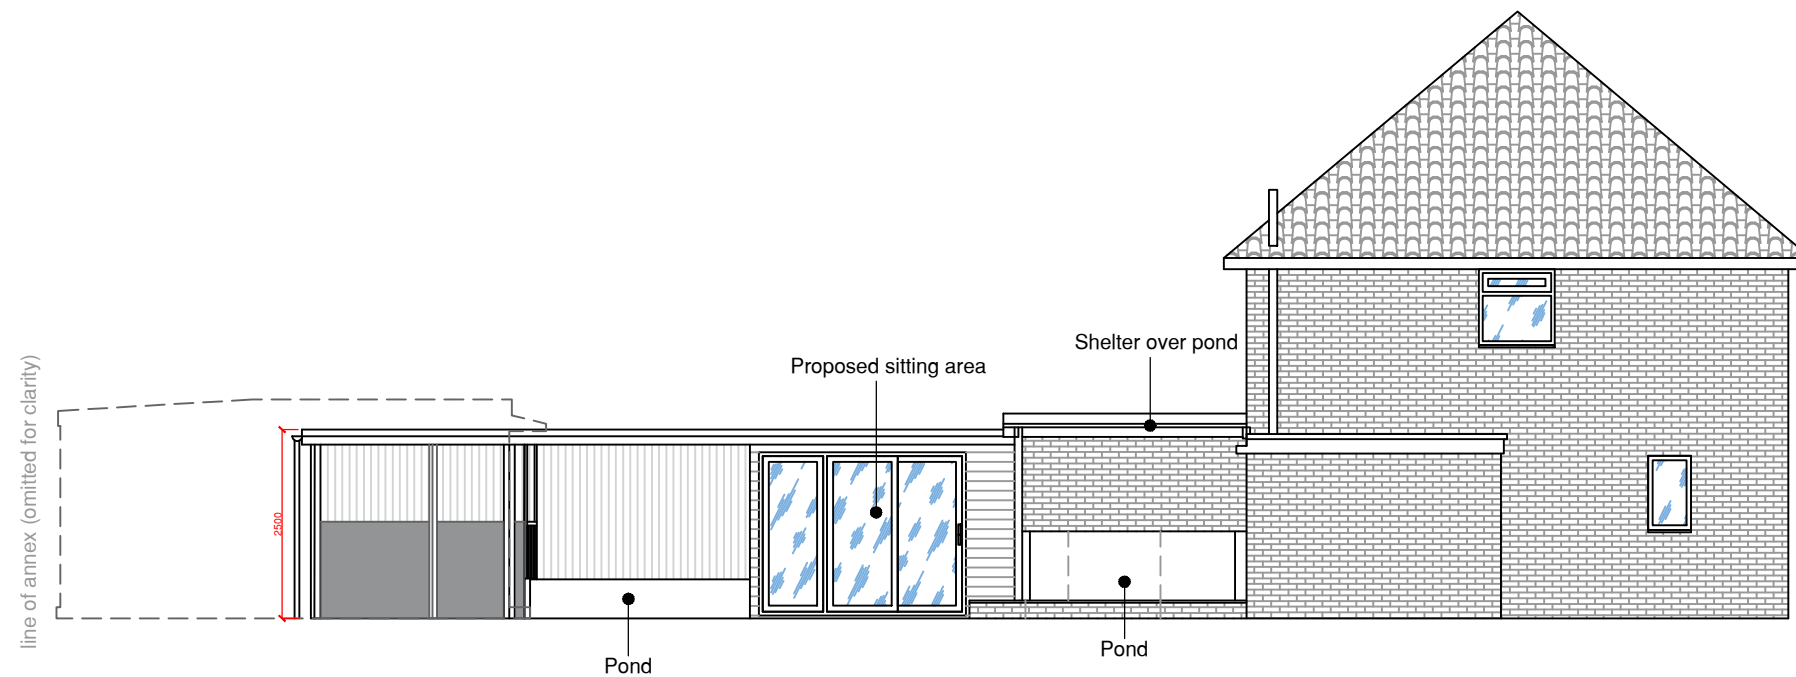 line of annex (omitted for clarity)
2500
Proposed sitting area
Shelter over pond
Pond
Pond